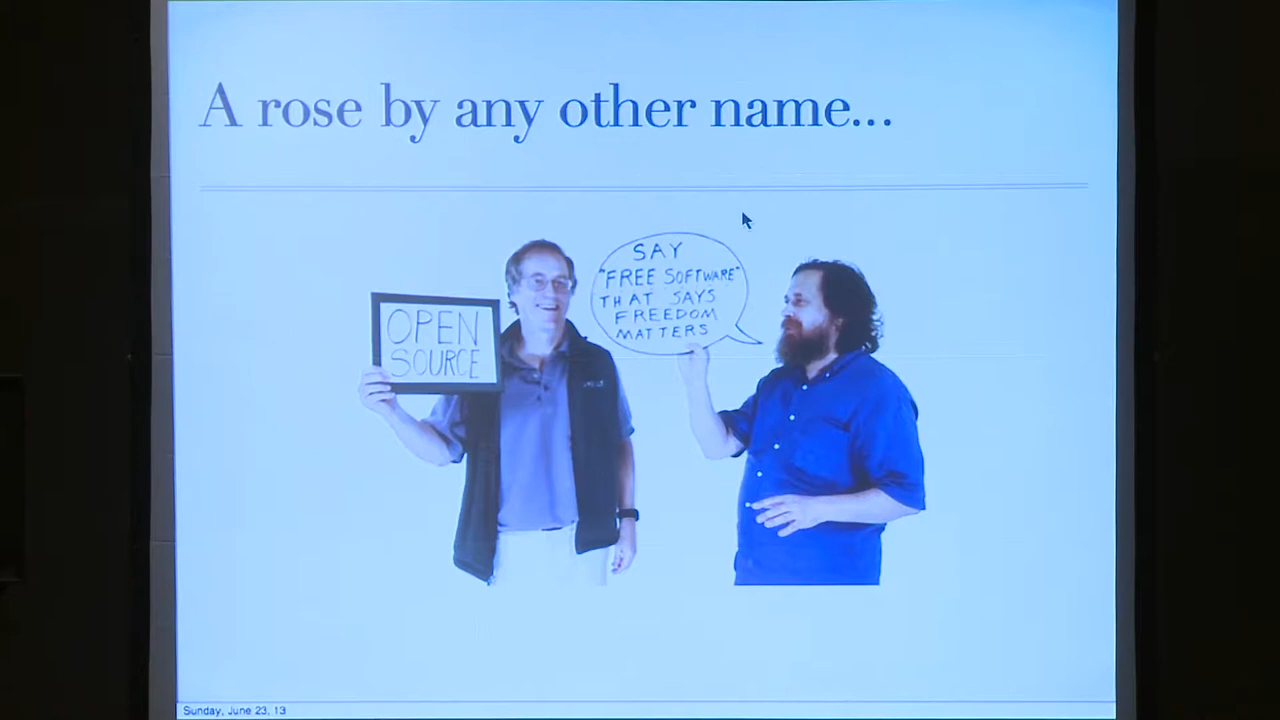 A rose by any other name...
OPEN
SOURCE
SAY
"FREE SOFTWARE"
THAT SAYS
FREEDOM
MATTERS
Sunday, June 23, 13